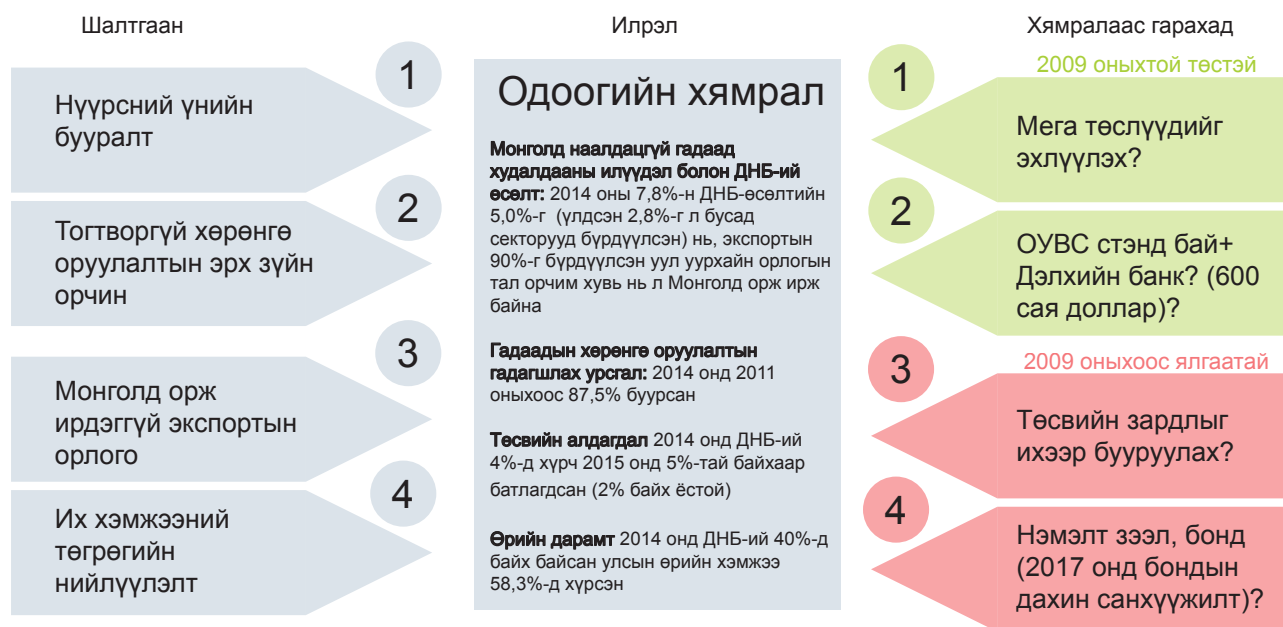 Шалтгаан
1
Нүүрсний үнийн
бууралт
2
Тогтворгүй хөрөнгө
оруулалтын эрх зүйн
орчин
3
Монголд орж
ирдэггүй экспортын
орлого
4
Их хэмжээний
төгрөгийн
нийлүүлэлт
Илрэл
Одоогийн хямрал
Монголд наалдацгүй гадаад
худалдааны илүүдэл болон ДНБ-ий
өсөлт: 2014 оны 7,8%-н ДНБ-өсөлтийн
5,0%-г (үлдсэн 2,8%-г л бусад
секторууд бүрдүүлсэн) нь, экспортын
90%-г бүрдүүлсэн уул уурхайн орлогын
тал орчим хувь нь л Монголд орж ирж
байна
Гадаадын хөрөнгө оруулалтын
гадагшлах урсгал: 2014 онд 2011
оныхоос 87,5% буурсан
Төсвийн алдагдал 2014 онд ДНБ-ий
4%-д хүрч 2015 онд 5%-тай байхаар
батлагдсан (2% байх ёстой)
Өрийн дарамт 2014 онд ДНБ-ий 40%-д
байх байсан улсын өрийн хэмжээ
58,3%-д хүрсэн
Хямралаас гарахад
2009 оныхтой төстэй
1
Мега төслүүдийг
эхлүүлэх?
2
ОУВС стэнд бай+
Дэлхийн банк? (600
сая доллар)?
2009 оныхоос ялгаатай
3
Төсвийн зардлыг
ихээр бууруулах?
4
Нэмэлт зээл, бонд
(2017 онд бондын
дахин санхүүжилт)?